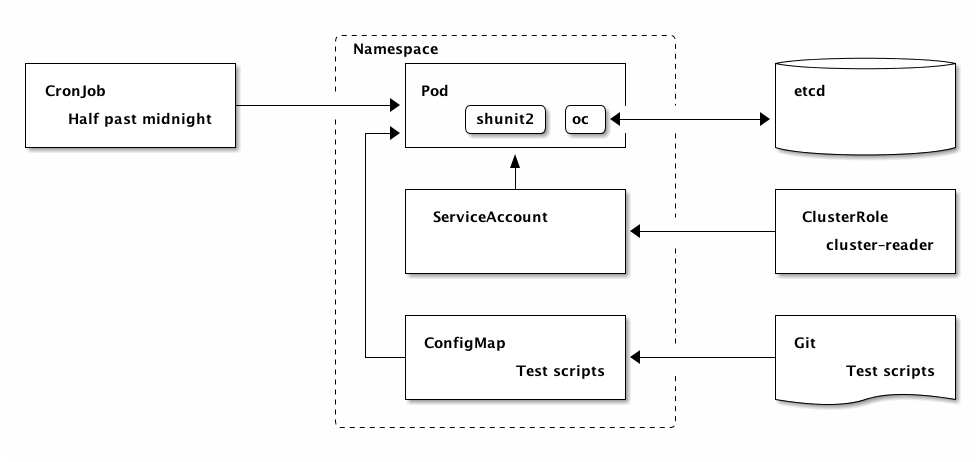 Namespace
CronJob
Half past midnight
Pod
shunit2
oc
etcd
ServiceAccount
ClusterRole
cluster-reader
ConfigMap
Test scripts
Git
Test scripts